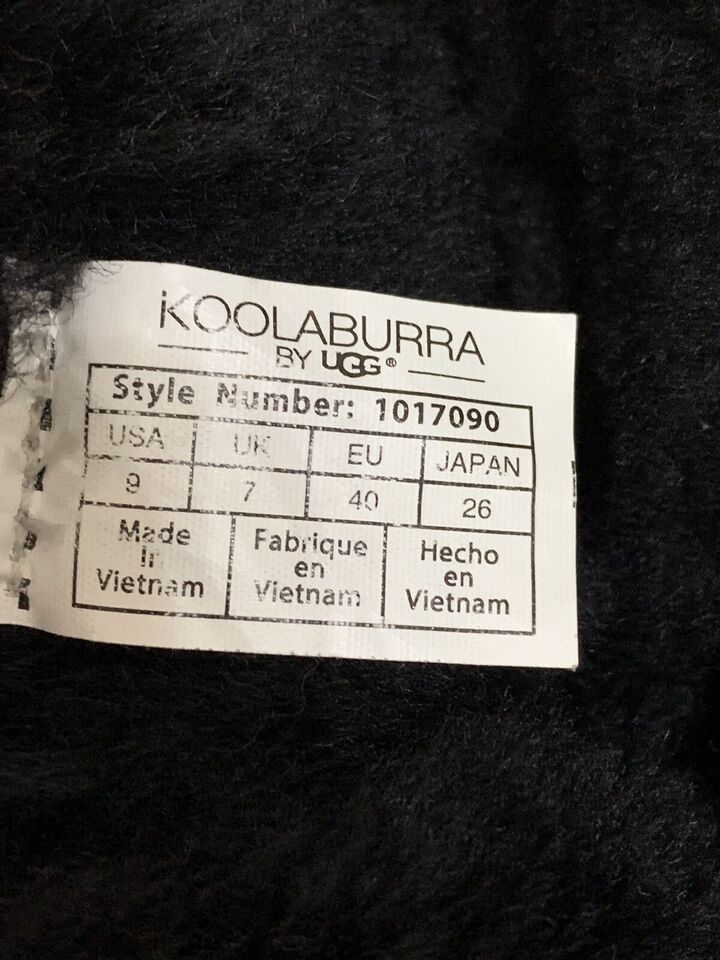 KOOLABURRA
BY UGG®
Style Number: 1017090
USA UK EU JAPAN
9 7 40 26
Made in Vietnam
Fabrique en Vietnam
Hecho en Vietnam